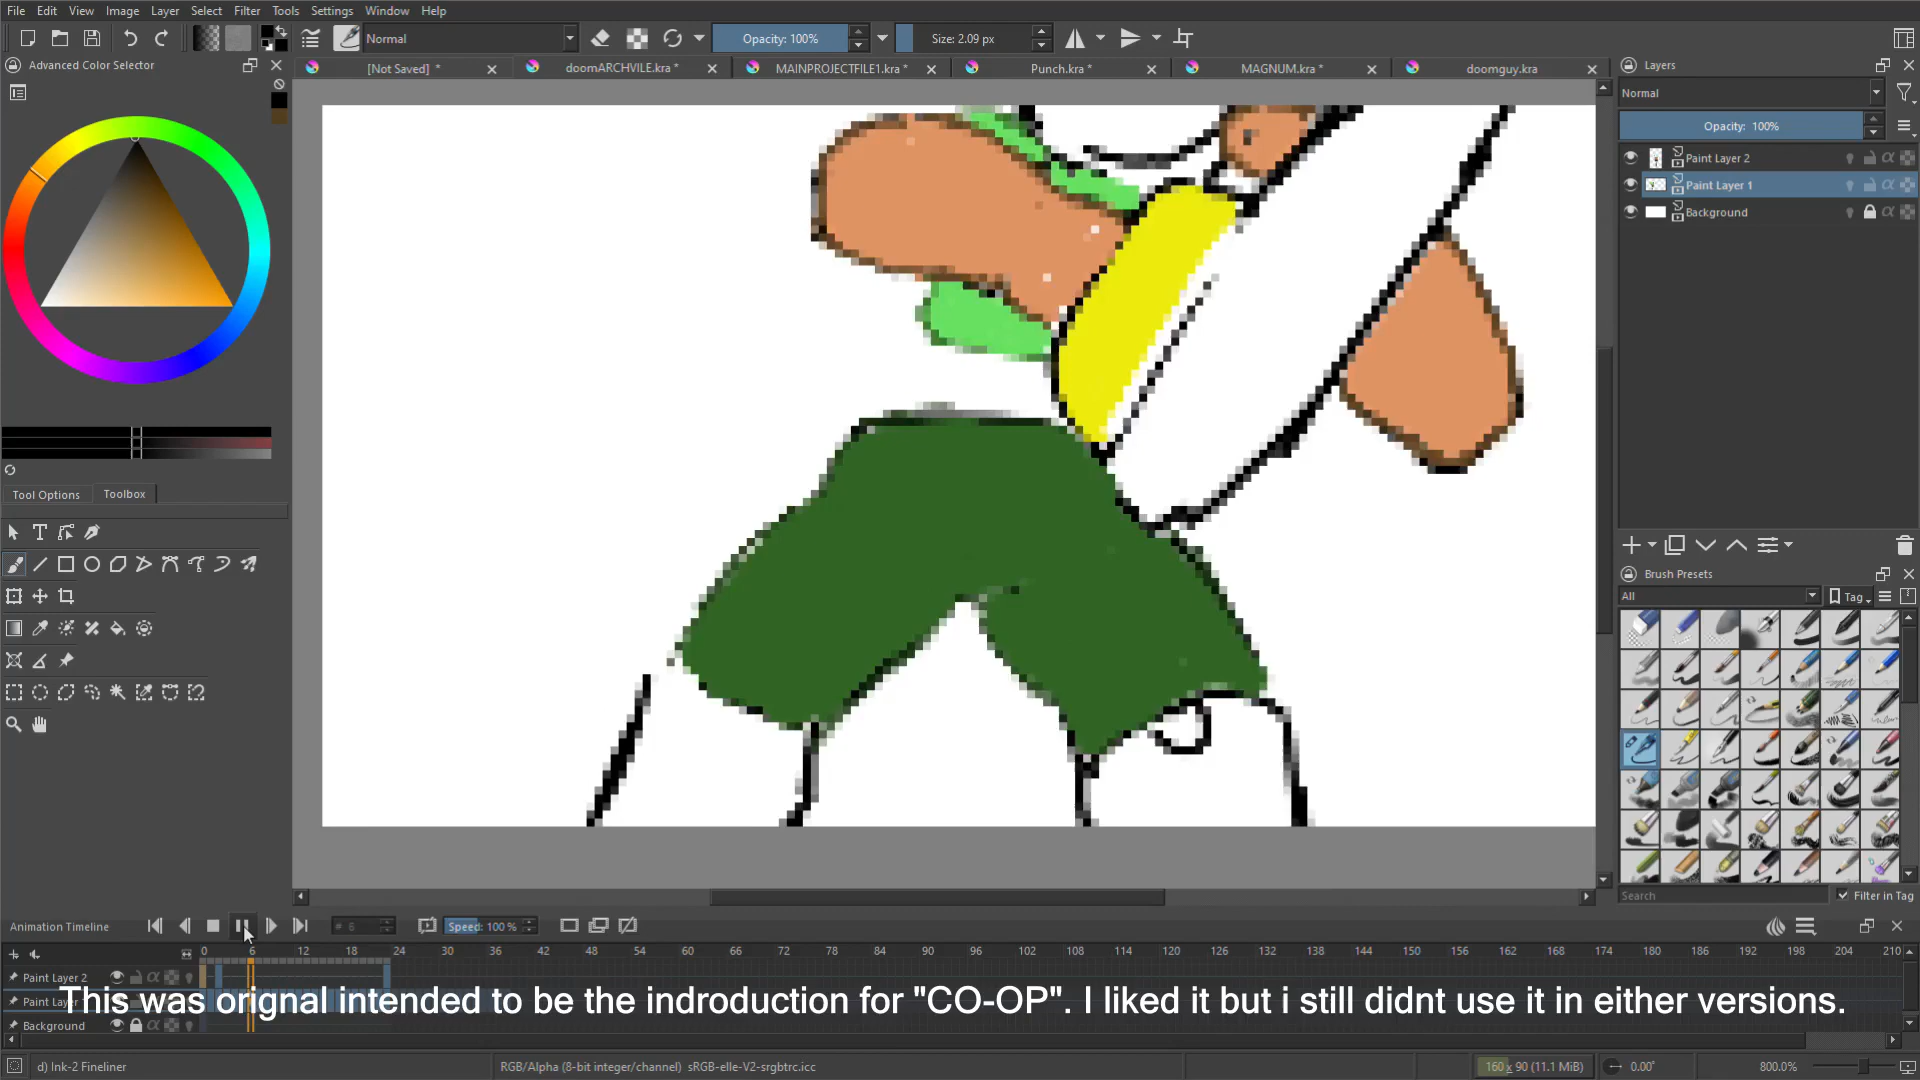 File Edit View Image Layer Select Filter Tools Settings Window Help
Normal Opacity: 100% Size: 2.09 px
Advanced Color Selector
[Not Saved] * doomARCHVILE.kra * MAINPROJECTFILE1.kra * Punch.kra * MAGNUM.kra * doomguy.kra
Layers
Normal
Opacity: 100%
Paint Layer 2
Paint Layer 1
Background
Tool Options Toolbox
Brush Presets
All Tag
Search Filter in Tag
Animation Timeline # 6 Speed: 100 %
0 6 12 18 24 30 36 42 48 54 60 66 72 78 84 90 96 102 108 114 120 126 132 138 144 150 156 162 168 174 180 186 192 198 204 210
Paint Layer 2
Paint Layer
This was orignal intended to be the indroduction for "CO-OP". I liked it but i still didnt use it in either versions.
Background
d) Ink-2 Fineliner RGB/Alpha (8-bit integer/channel) sRGB-elle-V2-srgbtrc.icc 160 x 90 (11.1 MiB) 0.00° 800.0%